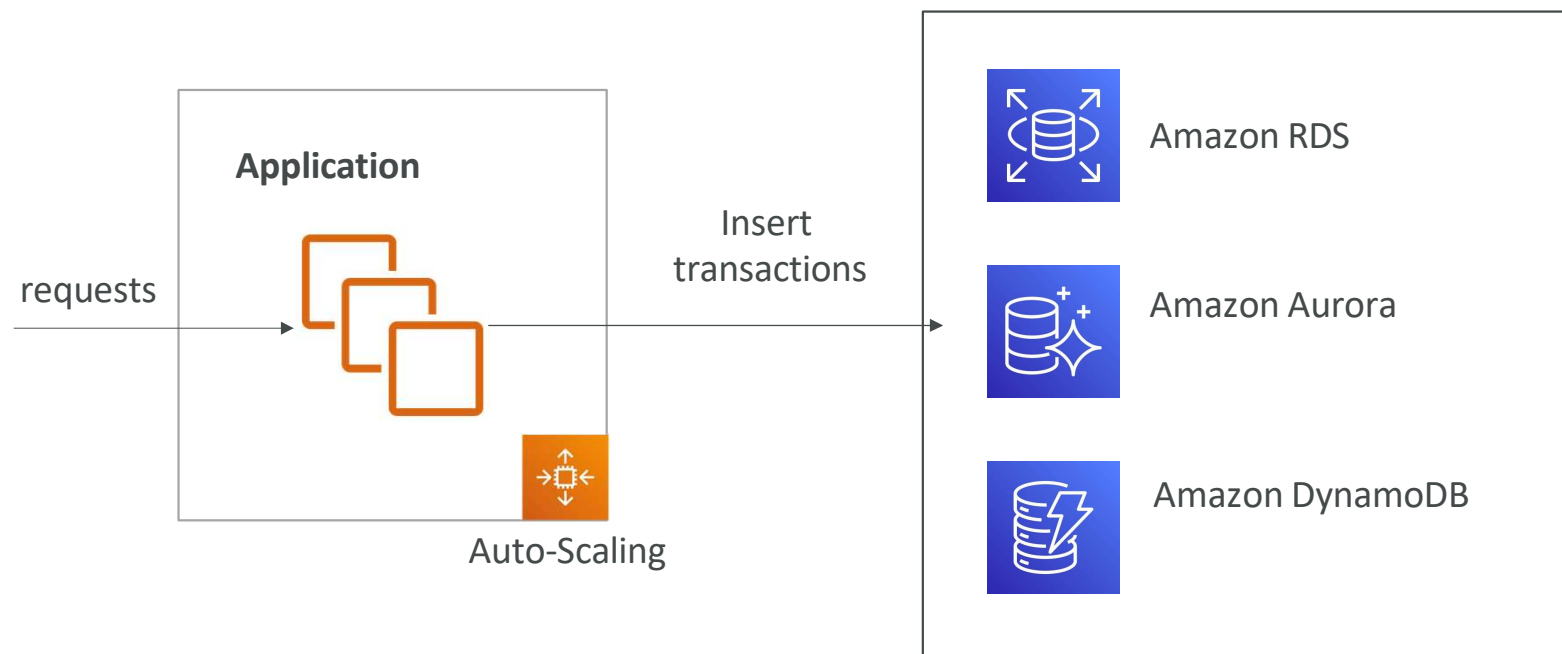 requests
Application
Auto-Scaling
Insert
transactions
Amazon RDS
Amazon Aurora
Amazon DynamoDB